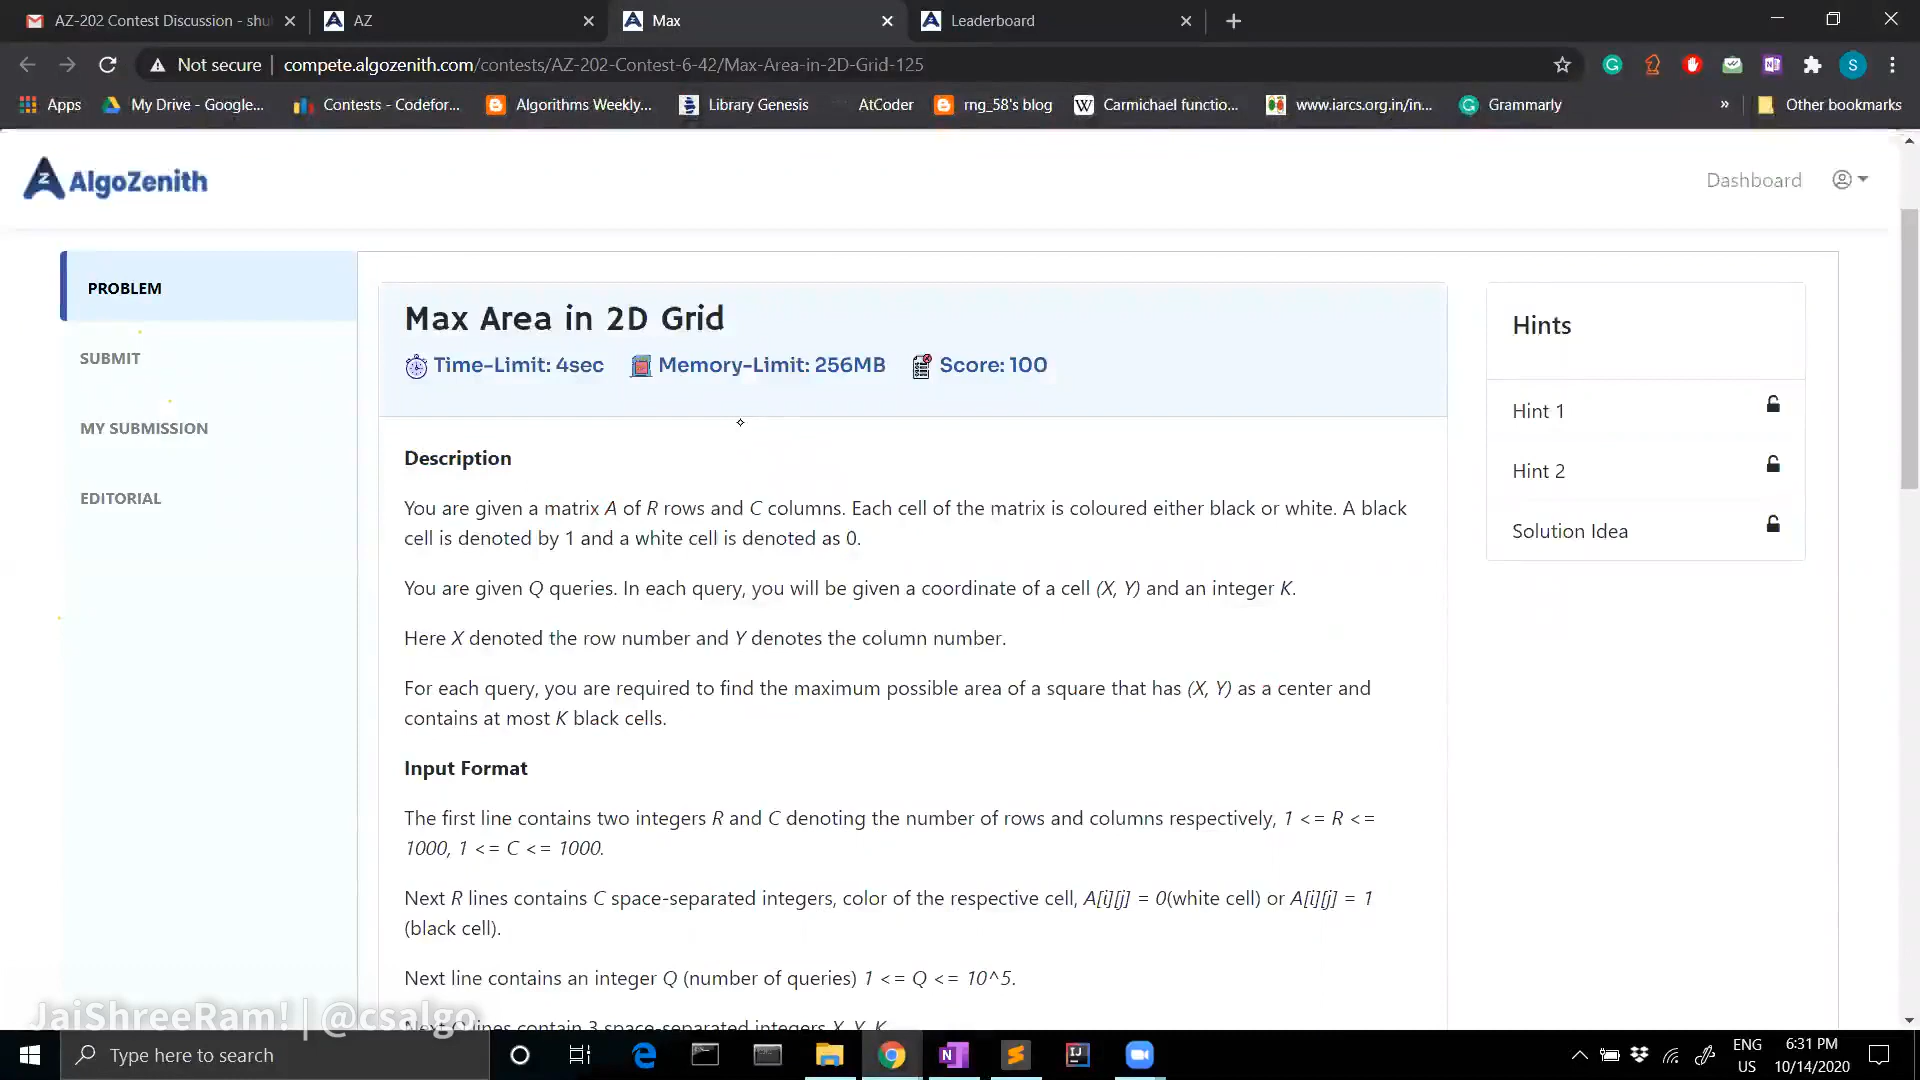 AZ-202 Contest Discussion - shu
AZ
Max
Leaderboard
Not secure
compete.algozenith.com/contests/AZ-202-Contest-6-42/Max-Area-in-2D-Grid-125
Apps
My Drive - Google...
Contests - Codefor...
Algorithms Weekly...
Library Genesis
AtCoder
rng_58's blog
Carmichael functio...
www.iarcs.org.in/in...
Grammarly
Other bookmarks
AlgoZenith
Dashboard
PROBLEM
SUBMIT
MY SUBMISSION
EDITORIAL
Max Area in 2D Grid
Time-Limit: 4sec Memory-Limit: 256MB Score: 100
Description
You are given a matrix A of R rows and C columns. Each cell of the matrix is coloured either black or white. A black
cell is denoted by 1 and a white cell is denoted as 0.
You are given Q queries. In each query, you will be given a coordinate of a cell (X, Y) and an integer K.
Here X denoted the row number and Y denotes the column number.
For each query, you are required to find the maximum possible area of a square that has (X, Y) as a center and
contains at most K black cells.
Input Format
The first line contains two integers R and C denoting the number of rows and columns respectively, 1 <= R <=
1000, 1 <= C <= 1000.
Next R lines contains C space-separated integers, color of the respective cell, A[i][j] = 0(white cell) or A[i][j] = 1
(black cell).
Next line contains an integer Q (number of queries) 1 <= Q <= 10^5.
Next Q lines contain 3 space-separated integers X, Y, K
Hints
Hint 1
Hint 2
Solution Idea
JaiShreeRam! | @csalgo
Type here to search
ENG
US
6:31 PM
10/14/2020